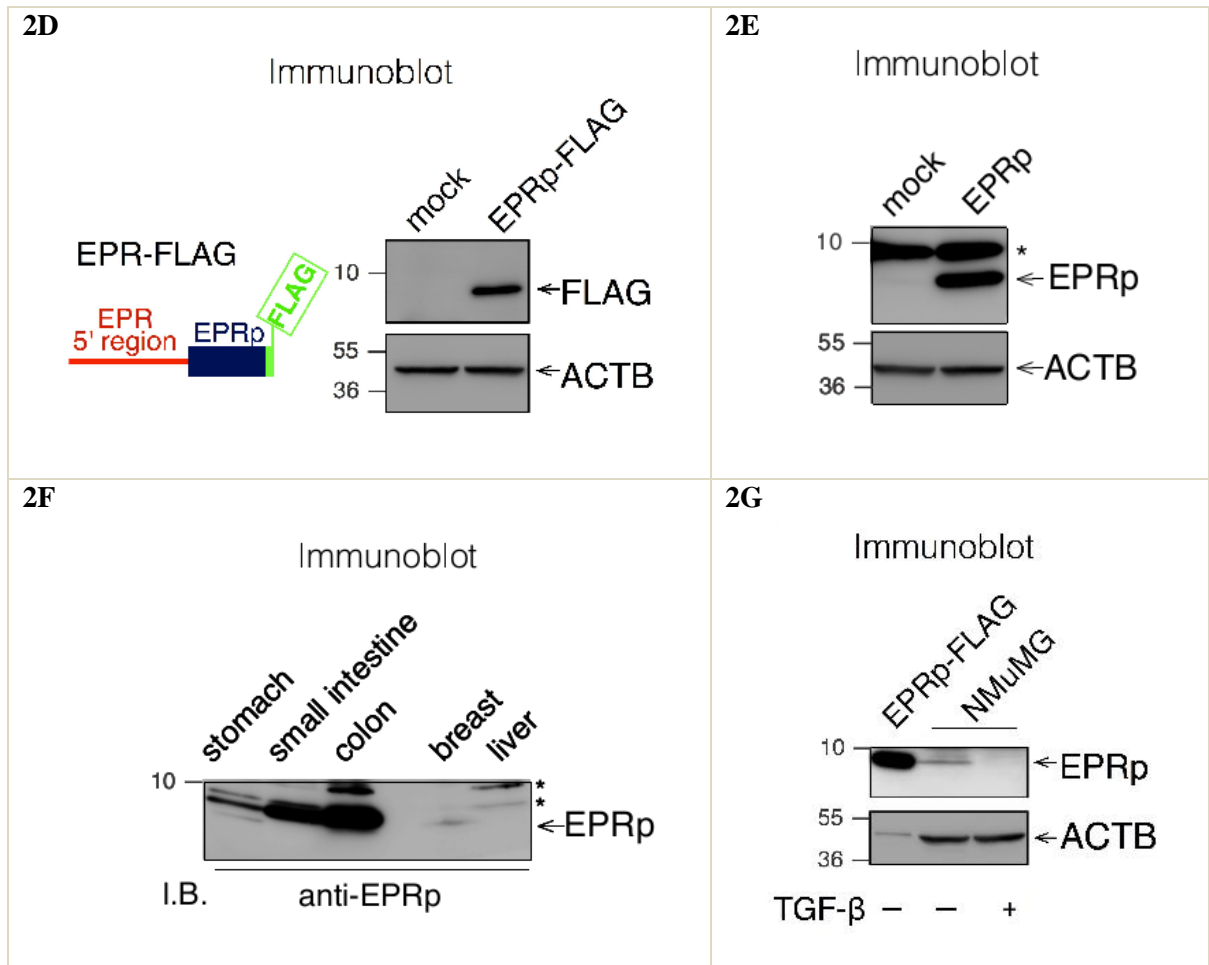 2D
Immunoblot
mock
EPRp-FLAG
EPR-FLAG
FLAG
EPR
5' region
EPRp
10
←FLAG
55
36
←ACTB
2E
Immunoblot
mock
EPRp
10
*
←EPRp
55
36
←ACTB
2F
Immunoblot
stomach
small intestine
colon
breast
liver
10
*
*
←EPRp
I.B.
anti-EPRp
2G
Immunoblot
EPRp-FLAG
NMuMG
10
←EPRp
55
36
←ACTB
TGF-β − − +